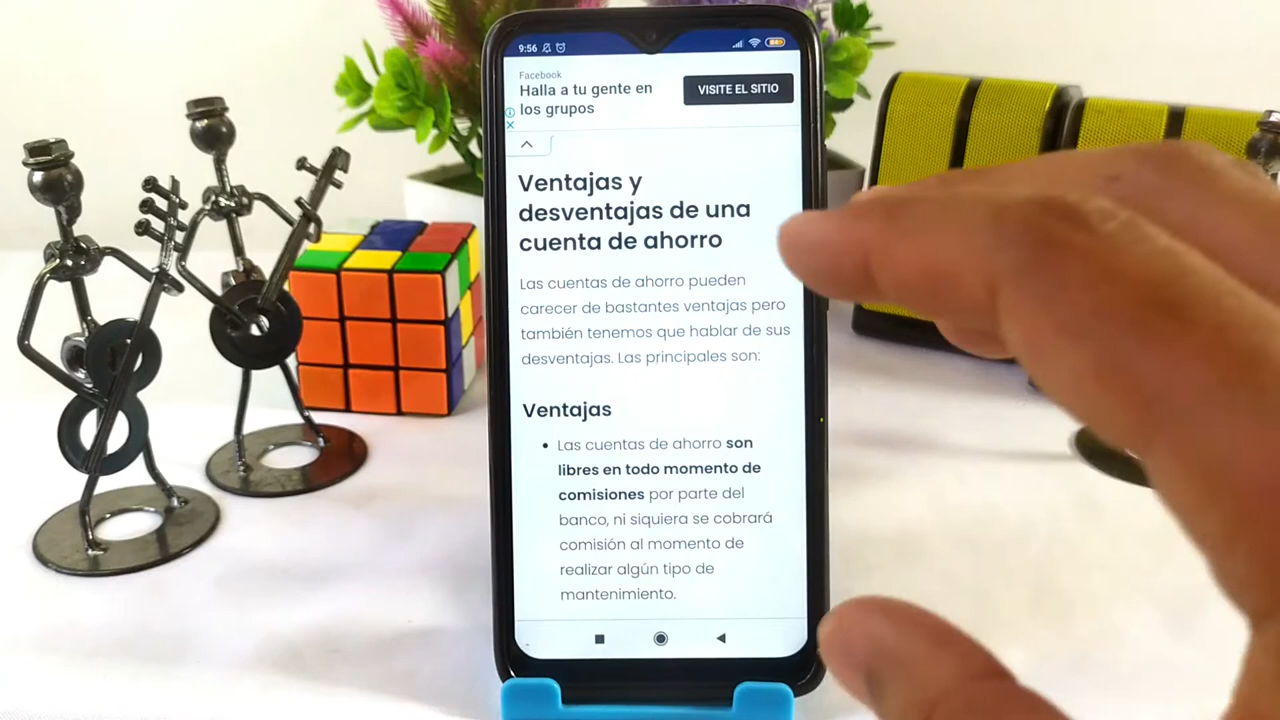 9:56
84
Facebook
Halla a tu gente en
los grupos
VISITE EL SITIO
Ventajas y
desventajas de una
cuenta de ahorro
Las cuentas de ahorro pueden
carecer de bastantes ventajas pero
también tenemos que hablar de sus
desventajas. Las principales son:
Ventajas
• Las cuentas de ahorro son
libres en todo momento de
comisiones por parte del
banco, ni siquiera se cobrará
comisión al momento de
realizar algún tipo de
mantenimiento.